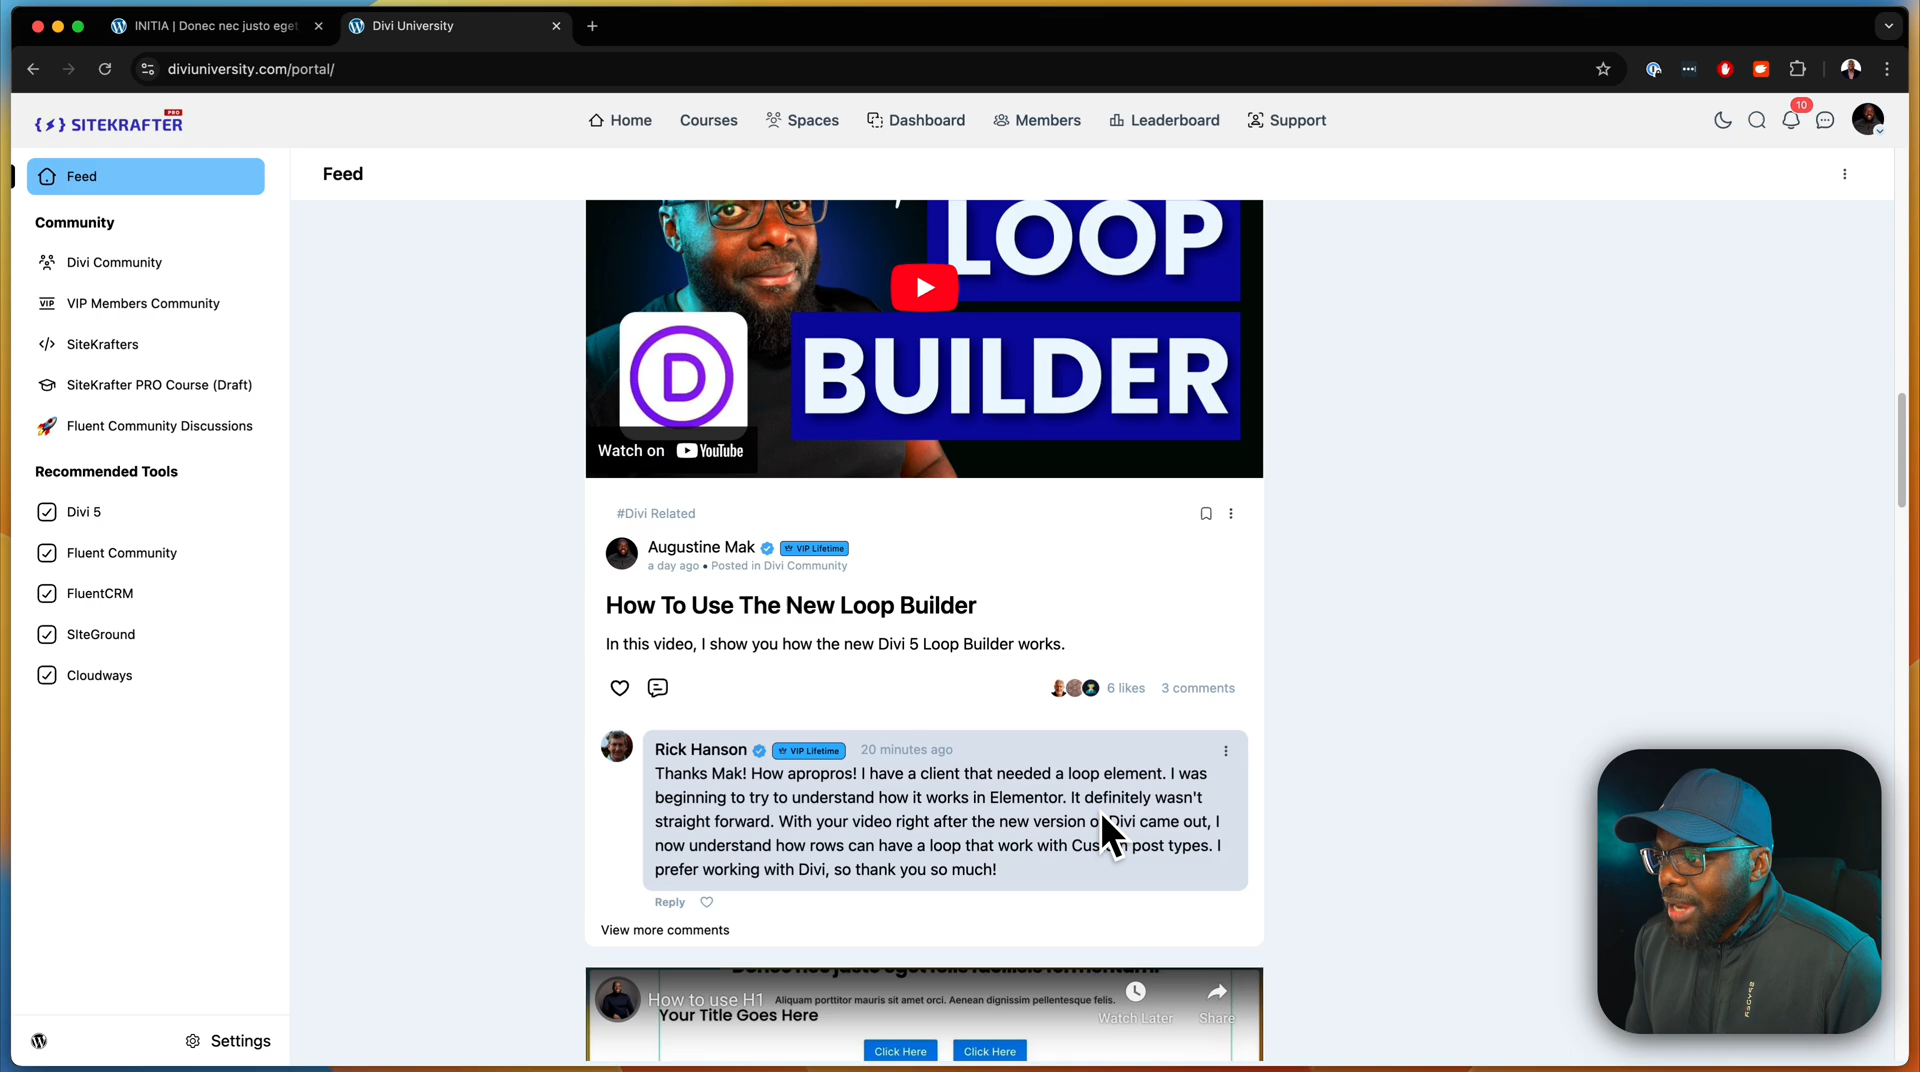 INITIA | Donec nec justo eget
Divi University
diviuniversity.com/portal/
{⚡} SITEKRAFTER PRO
Home
Courses
Spaces
Dashboard
Members
Leaderboard
Support
10
Feed
Community
Divi Community
VIP Members Community
SiteKrafters
SiteKrafter PRO Course (Draft)
Fluent Community Discussions
Recommended Tools
Divi 5
Fluent Community
FluentCRM
SIteGround
Cloudways
Settings
Feed
LOOP
BUILDER
D
Watch on YouTube
#Divi Related
Augustine Mak VIP Lifetime
a day ago • Posted in Divi Community
How To Use The New Loop Builder
In this video, I show you how the new Divi 5 Loop Builder works.
6 likes 3 comments
Rick Hanson VIP Lifetime 20 minutes ago
Thanks Mak! How apropros! I have a client that needed a loop element. I was
beginning to try to understand how it works in Elementor. It definitely wasn't
straight forward. With your video right after the new version of Divi came out, I
now understand how rows can have a loop that work with Custom post types. I
prefer working with Divi, so thank you so much!
Reply
View more comments
How to use H1
Aliquam porttitor mauris sit amet orci. Aenean dignissim pellentesque felis.
Your Title Goes Here
Watch Later
Share
Click Here
Click Here